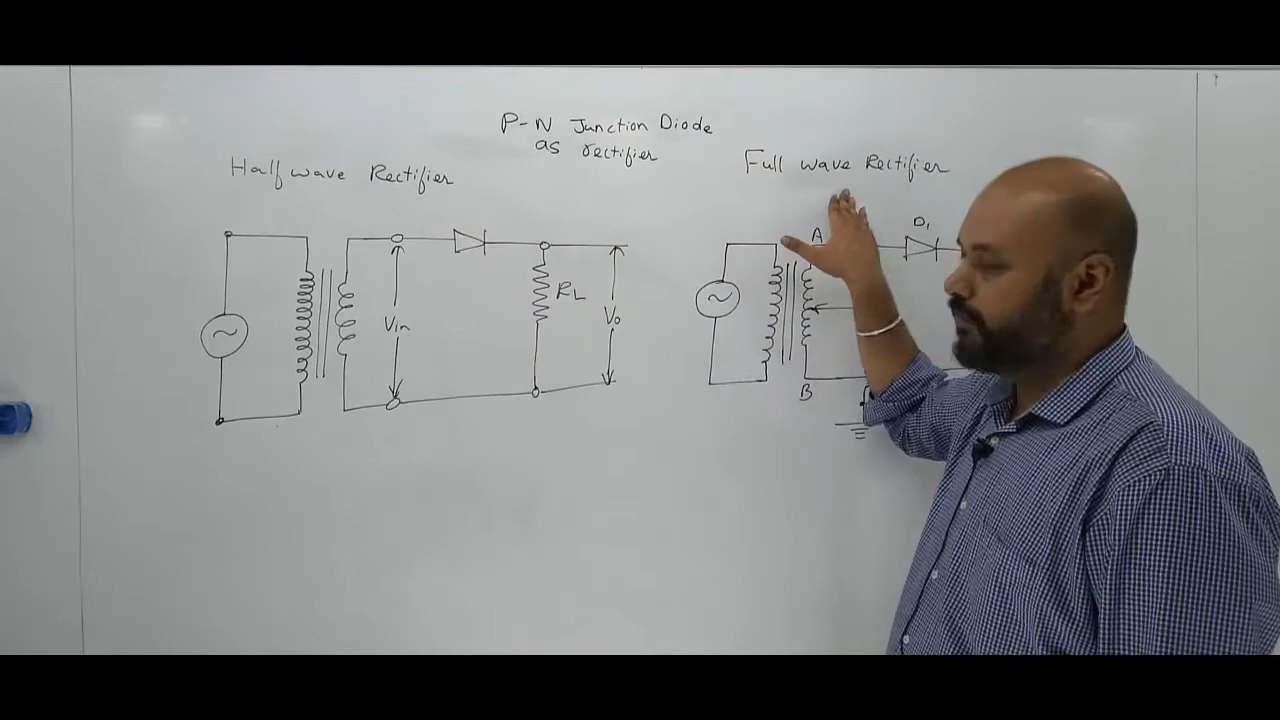 P-N Junction Diode
as rectifier
Half wave Rectifier
Full wave Rectifier
RL
Vin
Vo
A
D1
B